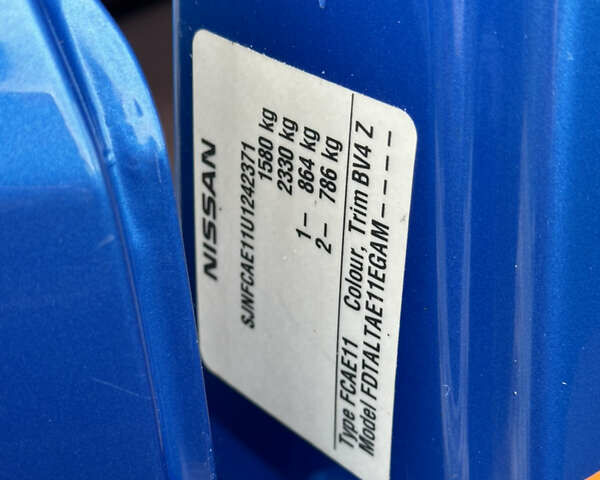 NISSAN
SJNFCAE11U1242371
1580 kg
2330 kg
1– 864 kg
2– 786 kg
Type FCAE11 Colour, Trim BV4 Z
Model FDTALTAE11EGAM–––––